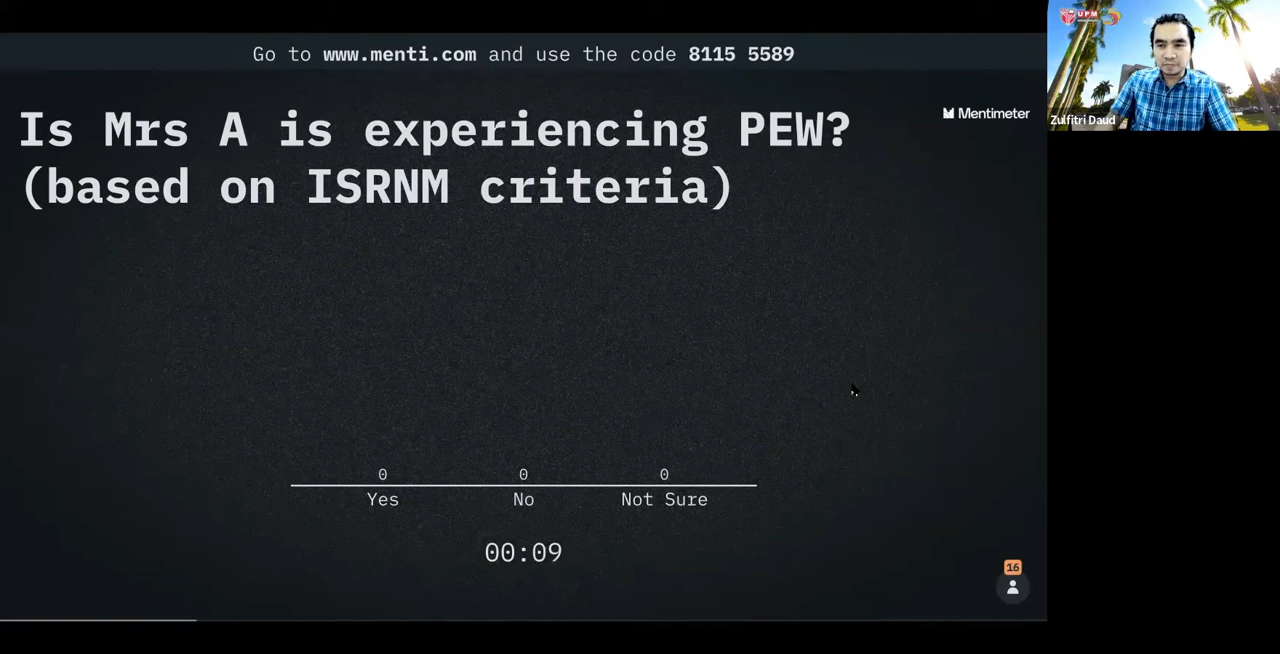 Go to www.menti.com and use the code 8115 5589
UPM
Zulfitri Daud
Mentimeter
Is Mrs A is experiencing PEW?
(based on ISRNM criteria)
0 0 0
Yes No Not Sure
00:09
16